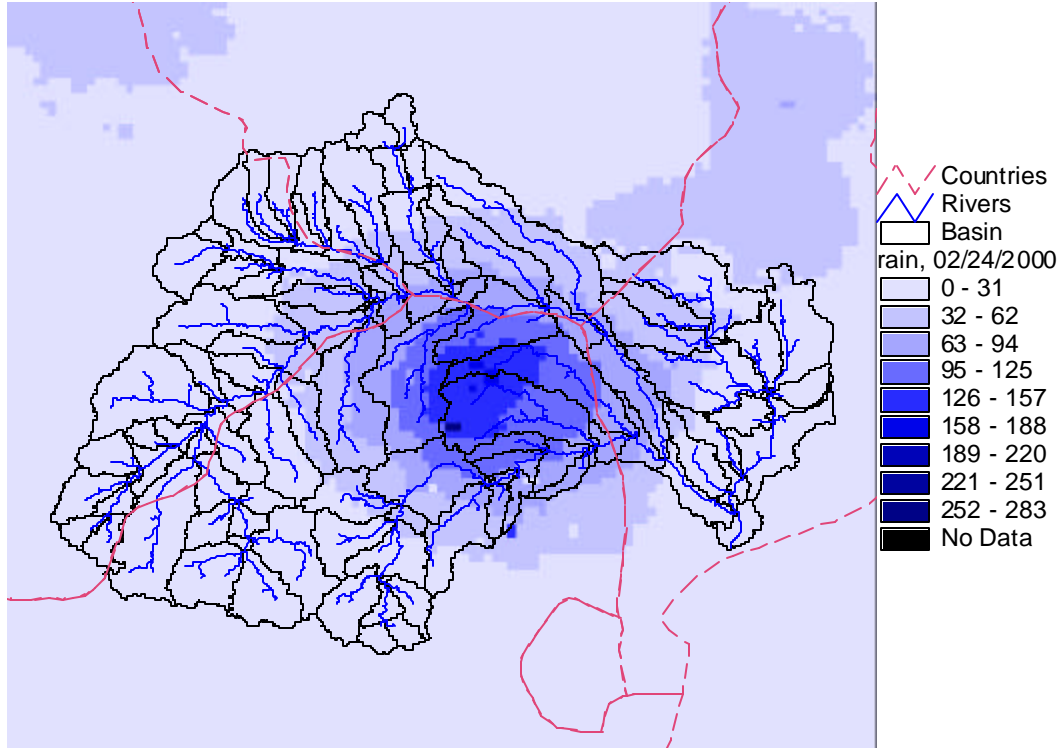 Countries
Rivers
Basin
rain, 02/24/2000
0 - 31
32 - 62
63 - 94
95 - 125
126 - 157
158 - 188
189 - 220
221 - 251
252 - 283
No Data